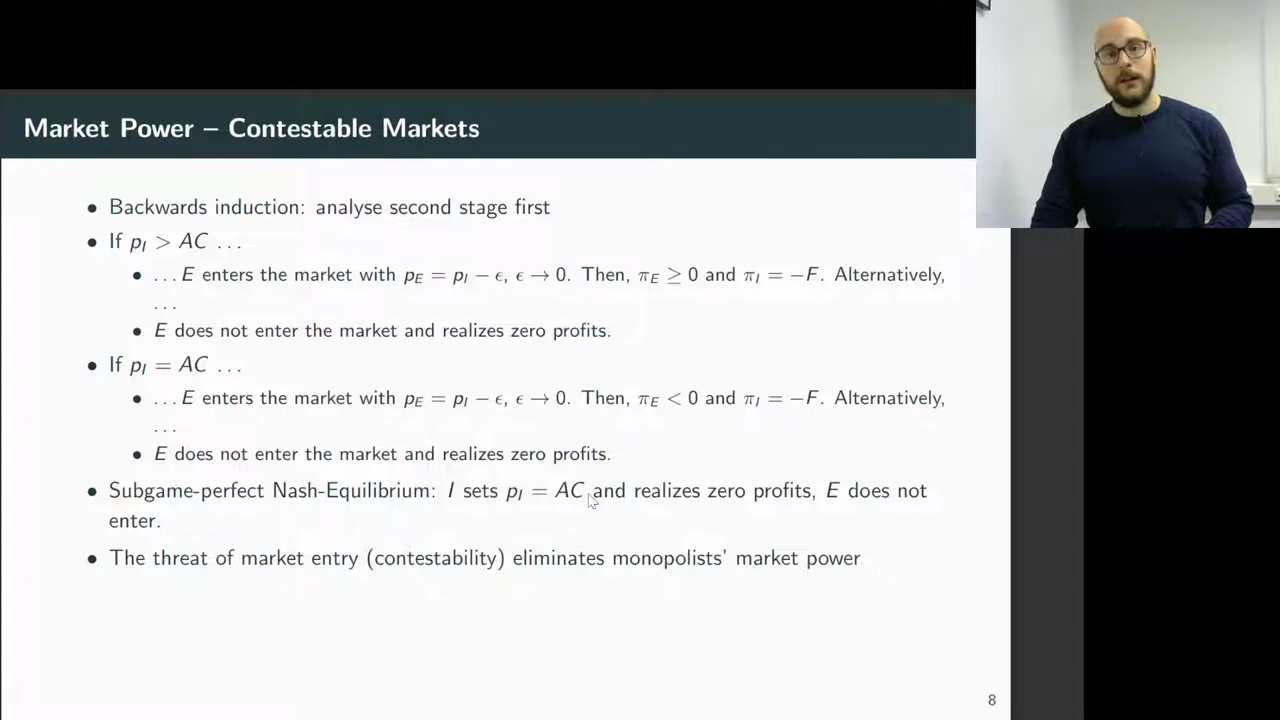 Market Power – Contestable Markets
• Backwards induction: analyse second stage first
• If p_I > AC ...
• ... E enters the market with p_E = p_I − ϵ, ϵ → 0. Then, π_E ≥ 0 and π_I = −F. Alternatively,
...
• E does not enter the market and realizes zero profits.
• If p_I = AC ...
• ... E enters the market with p_E = p_I − ϵ, ϵ → 0. Then, π_E < 0 and π_I = −F. Alternatively,
...
• E does not enter the market and realizes zero profits.
• Subgame-perfect Nash-Equilibrium: I sets p_I = AC and realizes zero profits, E does not
enter.
• The threat of market entry (contestability) eliminates monopolists’ market power
8